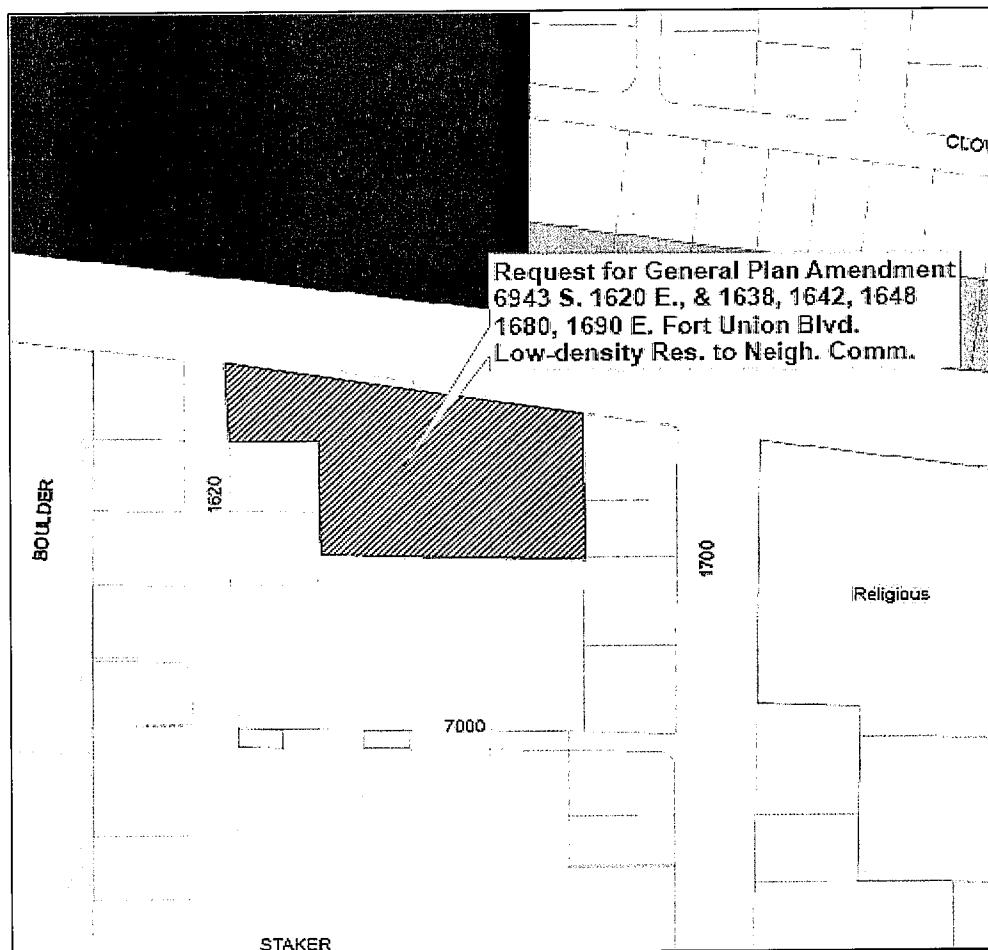 CLOV
Request for General Plan Amendment
6943 S. 1620 E., & 1638, 1642, 1648
1680, 1690 E. Fort Union Blvd.
Low-density Res. to Neigh. Comm.
BOULDER
1620
1700
Religious
7000
STAKER